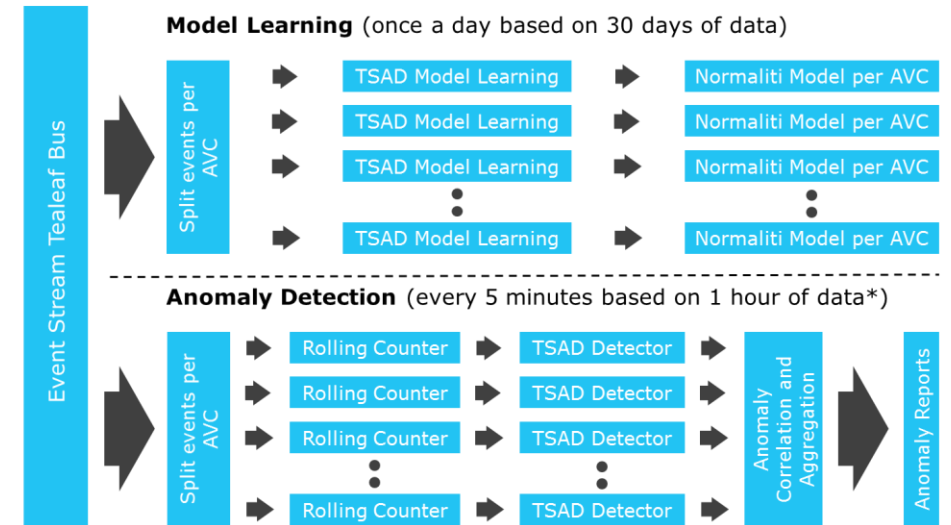 Event Stream Tealeaf Bus
Model Learning (once a day based on 30 days of data)
Split events per
AVC
TSAD Model Learning
Normaliti Model per AVC
TSAD Model Learning
Normaliti Model per AVC
TSAD Model Learning
Normaliti Model per AVC
TSAD Model Learning
Normaliti Model per AVC
Anomaly Detection (every 5 minutes based on 1 hour of data*)
Split events per
AVC
Rolling Counter
TSAD Detector
Rolling Counter
TSAD Detector
Rolling Counter
TSAD Detector
Rolling Counter
TSAD Detector
Anomaly
Correlation and
Aggregation
Anomaly Reports